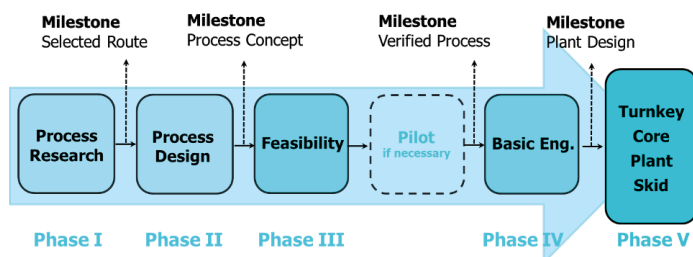 Milestone
Selected Route
Milestone
Process Concept
Milestone
Verified Process
Milestone
Plant Design
Process
Research
Process
Design
Feasibility
Pilot
if necessary
Basic Eng.
Turnkey
Core
Plant
Skid
Phase I
Phase II
Phase III
Phase IV
Phase V